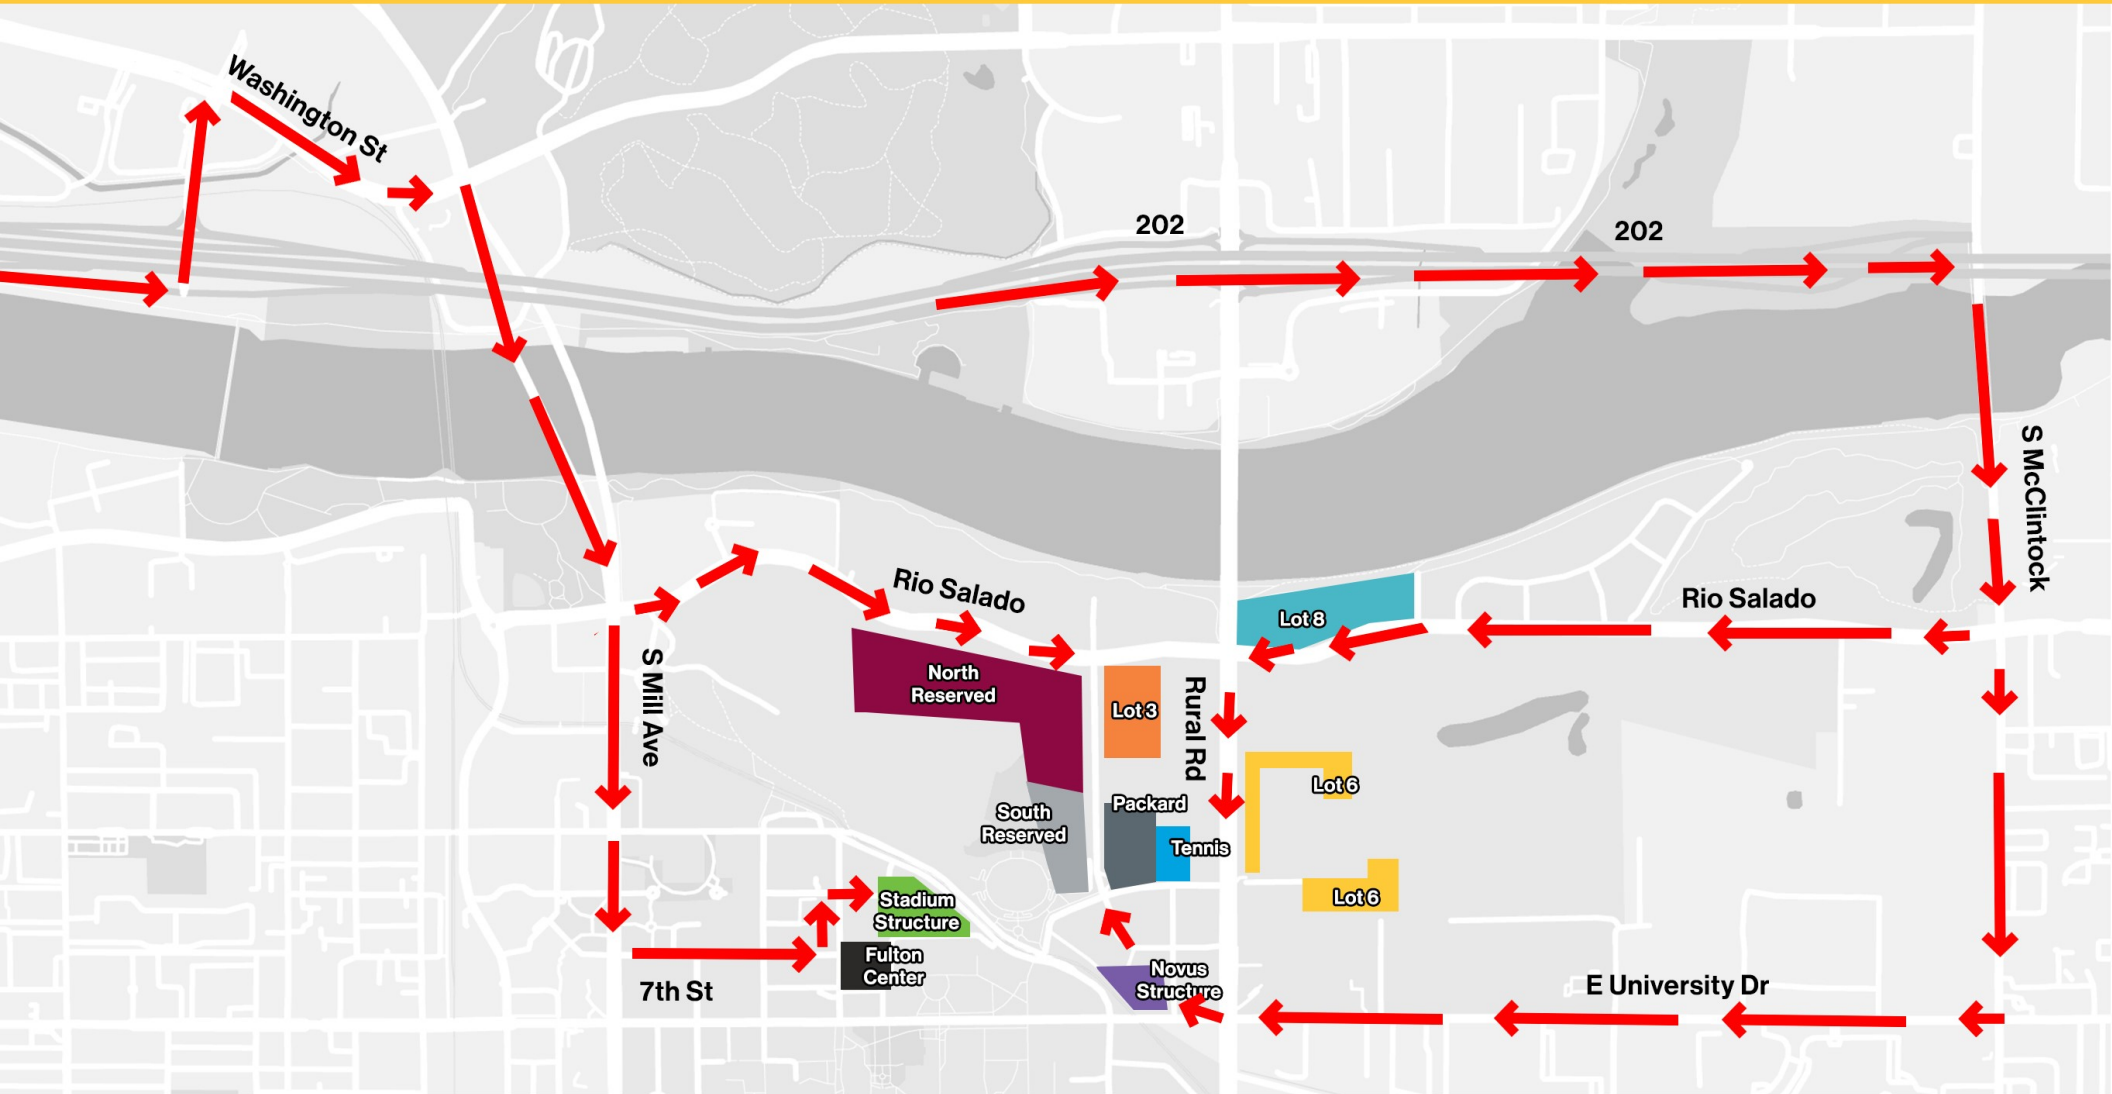 Washington St
202
202
S McClintock
Rio Salado
Rio Salado
Lot 8
S Mill Ave
North
Reserved
Lot 3
Rural Rd
Lot 6
South
Reserved
Packard
Tennis
Lot 6
Stadium
Structure
Fulton
Center
7th St
Novus
Structure
E University Dr